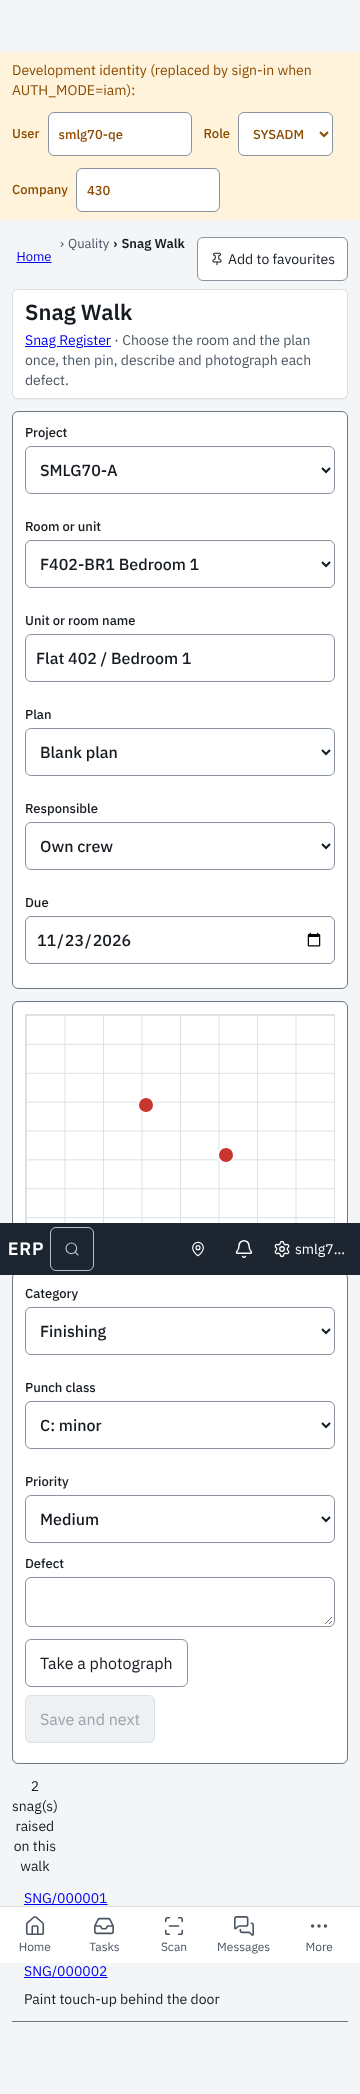 Development identity (replaced by sign-in when
AUTH_MODE=iam):
User smlg70-qe Role SYSADM
Company 430
Home › Quality › Snag Walk Add to favourites
Snag Walk
Snag Register · Choose the room and the plan
once, then pin, describe and photograph each
defect.
Project
SMLG70-A
Room or unit
F402-BR1 Bedroom 1
Unit or room name
Flat 402 / Bedroom 1
Plan
Blank plan
Responsible
Own crew
Due
11/23/2026
ERP smlg7...
Category
Finishing
Punch class
C: minor
Priority
Medium
Defect
Take a photograph
Save and next
2
snag(s)
raised
on this
walk
SNG/000001
Home Tasks Scan Messages More
SNG/000002
Paint touch-up behind the door